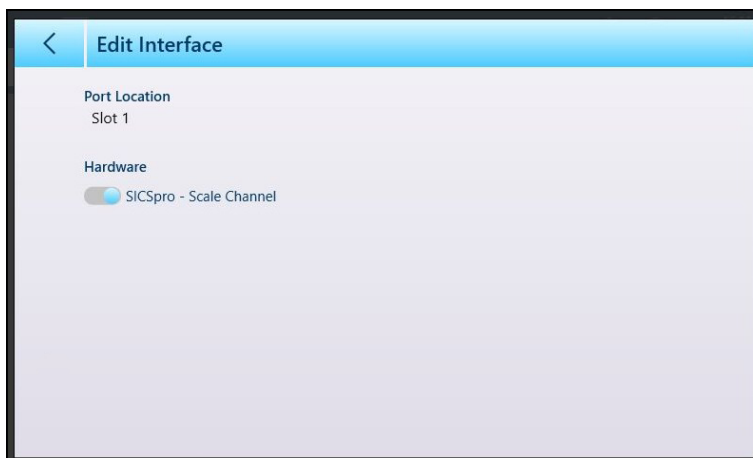 Edit Interface
Port Location
Slot 1
Hardware
SICSpro - Scale Channel